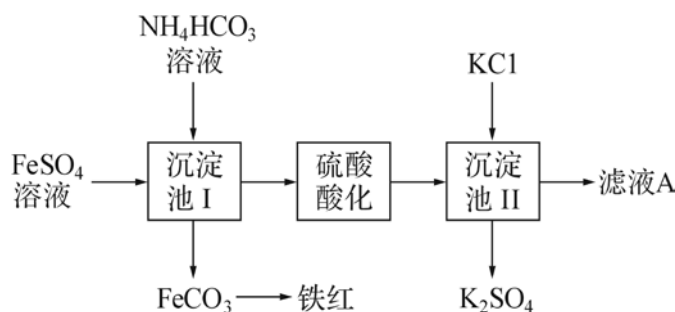 NH₄HCO₃
溶液
KC1
FeSO₄
溶液
沉淀
池 I
硫酸
酸化
沉淀
池 II
滤液A
FeCO₃
铁红
K₂SO₄